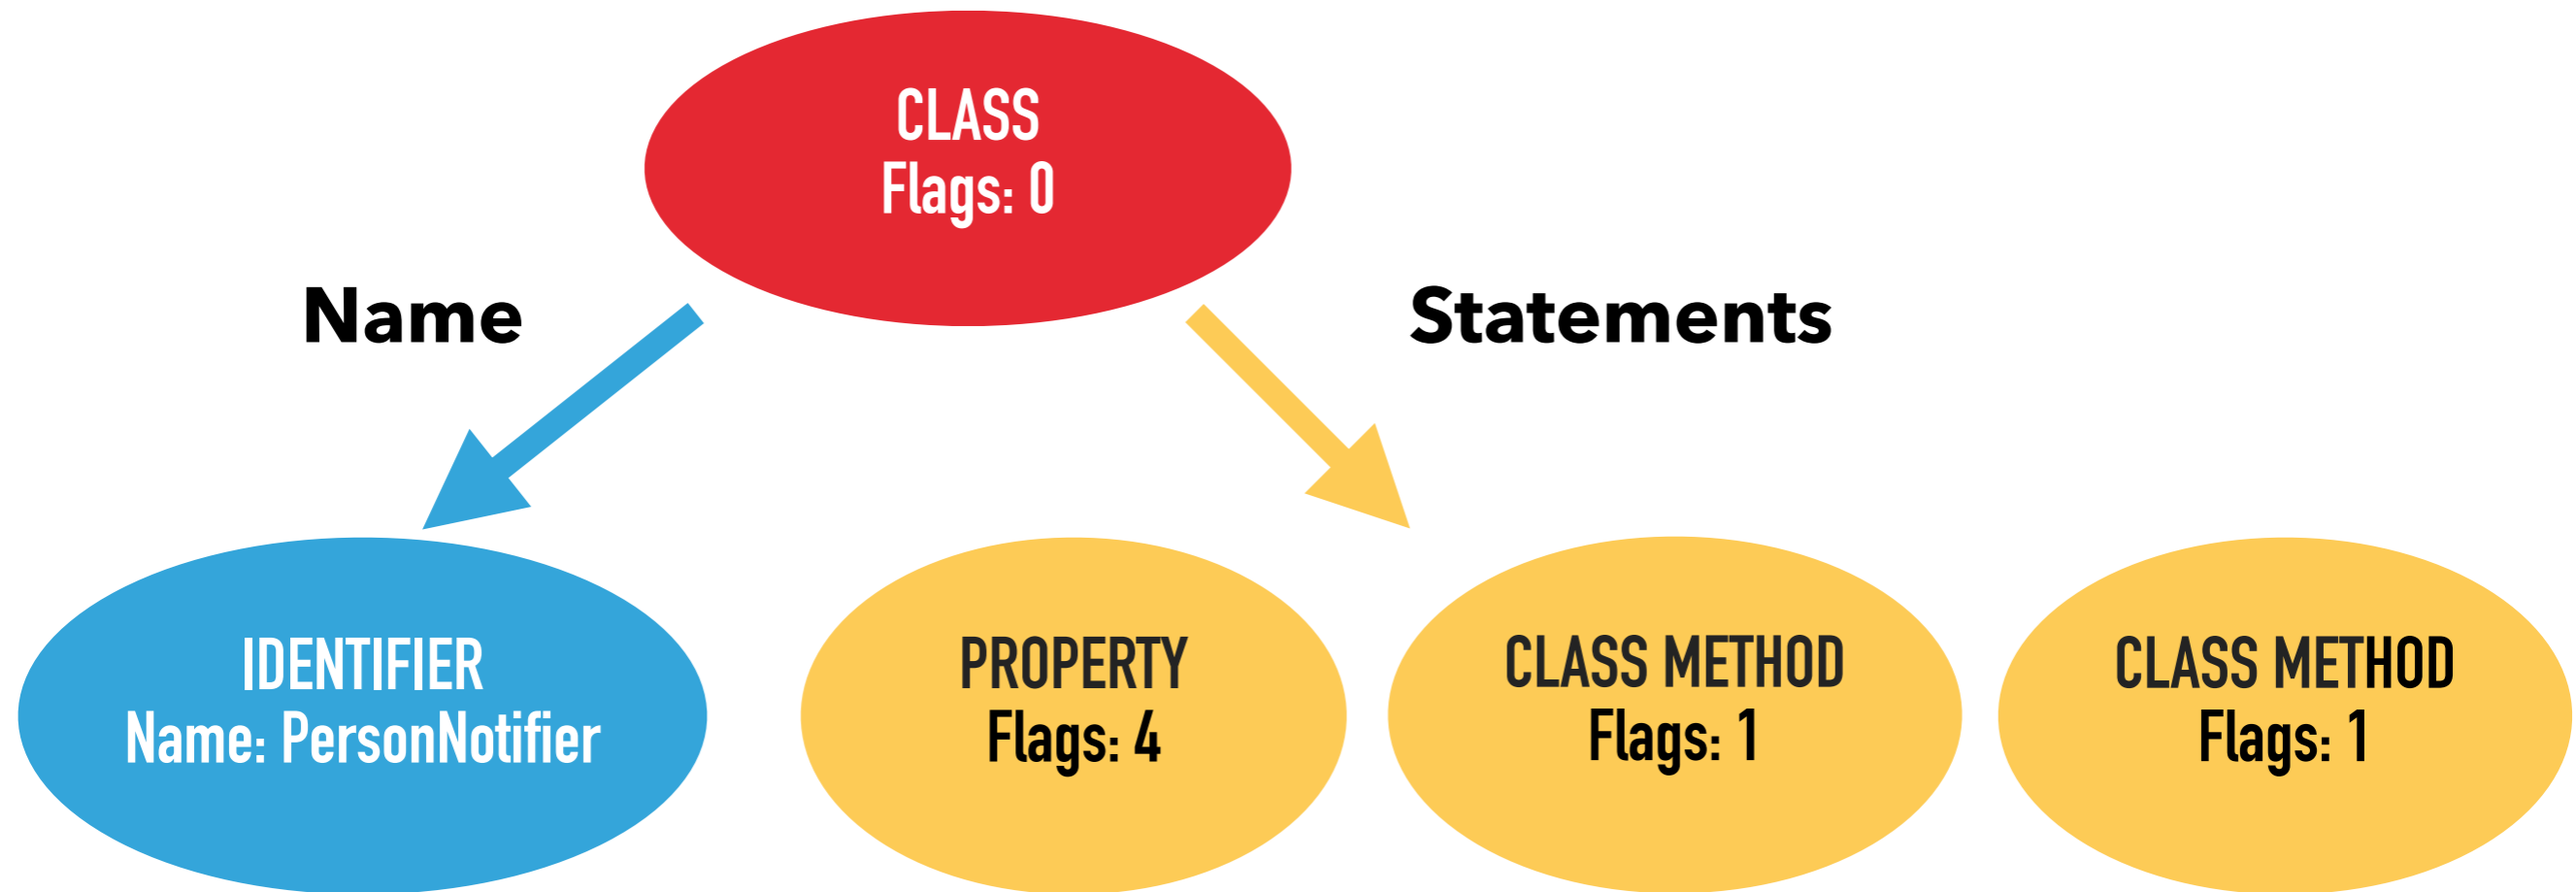 CLASS
Flags: 0
Name
Statements
IDENTIFIER
Name: PersonNotifier
PROPERTY
Flags: 4
CLASS METHOD
Flags: 1
CLASS METHOD
Flags: 1